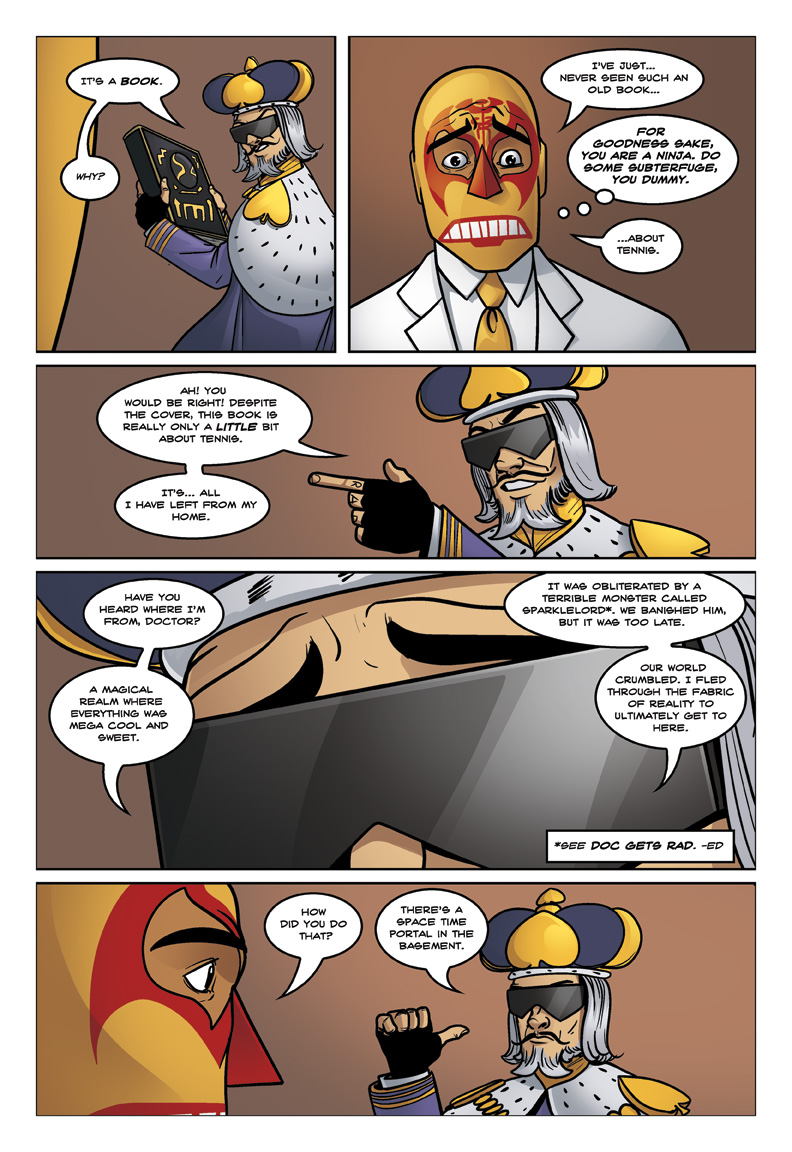 IT'S A BOOK.
WHY?
I'VE JUST...
NEVER SEEN SUCH AN
OLD BOOK...
FOR
GOODNESS SAKE,
YOU ARE A NINJA. DO
SOME SUBTERFUGE,
YOU DUMMY.
...ABOUT
TENNIS.
AH! YOU
WOULD BE RIGHT! DESPITE
THE COVER, THIS BOOK IS
REALLY ONLY A LITTLE BIT
ABOUT TENNIS.
IT'S... ALL
I HAVE LEFT FROM MY
HOME.
HAVE YOU
HEARD WHERE I'M
FROM, DOCTOR?
A MAGICAL
REALM WHERE
EVERYTHING WAS
MEGA COOL AND
SWEET.
IT WAS OBLITERATED BY A
TERRIBLE MONSTER CALLED
SPARKLELORD*. WE BANISHED HIM,
BUT IT WAS TOO LATE.
OUR WORLD
CRUMBLED. I FLED
THROUGH THE FABRIC
OF REALITY TO
ULTIMATELY GET TO
HERE.
*SEE DOC GETS RAD. -ED
HOW
DID YOU DO
THAT?
THERE'S A
SPACE TIME
PORTAL IN THE
BASEMENT.